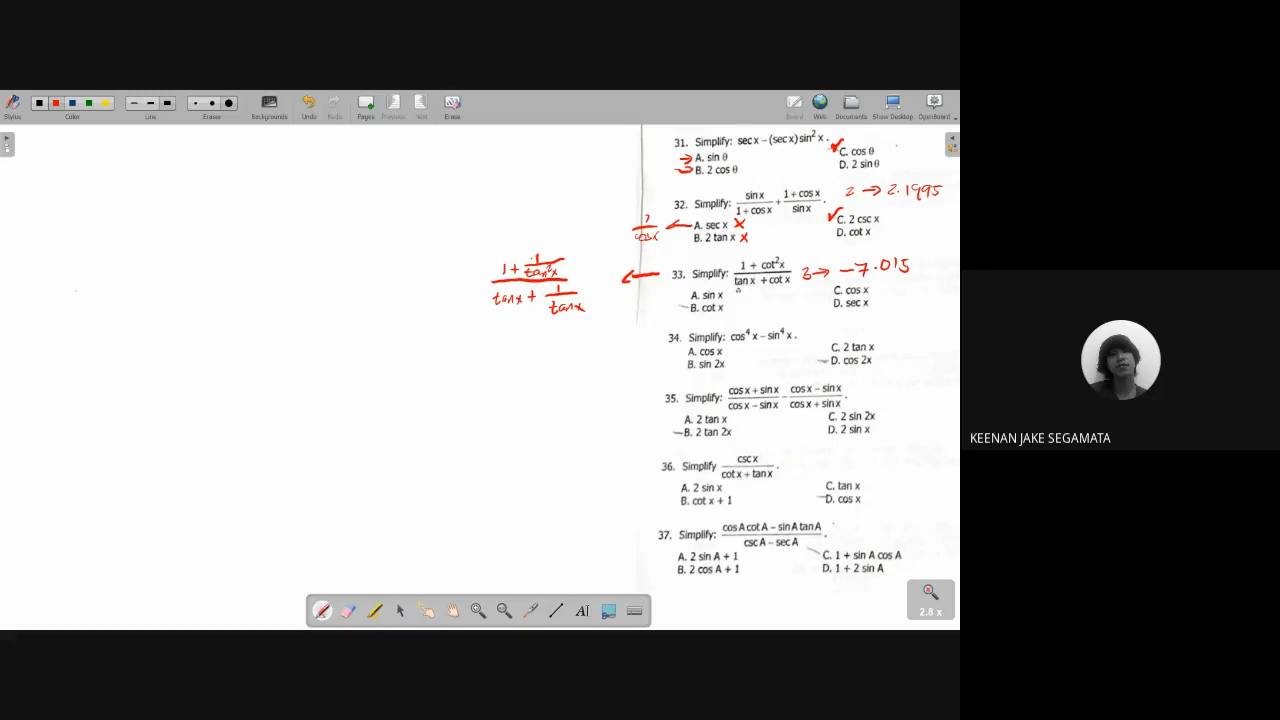 Stylus
Color
Line
Eraser
Backgrounds
Undo
Redo
Pages
Previous
Next
Erase
Board
Web
Documents
Show Desktop
OpenBoard
31. Simplify: sec x – (sec x) sin² x .
A. sin θ
B. 2 cos θ
C. cos θ
D. 2 sin θ
32. Simplify: sin x / (1 + cos x) + (1 + cos x) / sin x .
2 → 2.1995
A. sec x ×
B. 2 tan x ×
C. 2 csc x
D. cot x
cos x
33. Simplify: (1 + cot² x) / (tan x + cot x)
3 → –7.015
A. sin x
B. cot x
C. cos x
D. sec x
1 + 1 / tan² x
tan x + 1 / tan x
34. Simplify: cos⁴ x – sin⁴ x .
A. cos x
B. sin 2x
C. 2 tan x
D. cos 2x
35. Simplify: (cos x + sin x) / (cos x – sin x) – (cos x – sin x) / (cos x + sin x) .
A. 2 tan x
B. 2 tan 2x
C. 2 sin 2x
D. 2 sin x
36. Simplify csc x / (cot x + tan x) .
A. 2 sin x
B. cot x + 1
C. tan x
D. cos x
37. Simplify: (cos A cot A – sin A tan A) / (csc A – sec A) .
A. 2 sin A + 1
B. 2 cos A + 1
C. 1 + sin A cos A
D. 1 + 2 sin A
2.8 x
KEENAN JAKE SEGAMATA